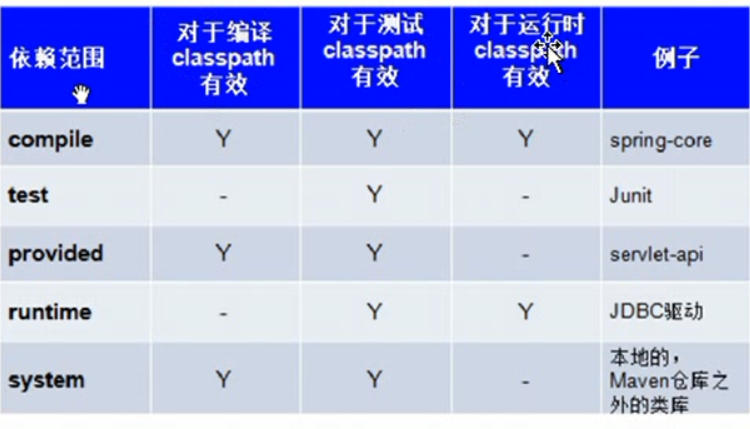 依赖范围
对于编译
classpath
有效
对于测试
classpath
有效
对于运行时
classpath
有效
例子
compile Y Y Y spring-core
test - Y - Junit
provided Y Y - servlet-api
runtime - Y Y JDBC驱动
system Y Y - 本地的，
Maven仓库之
外的类库